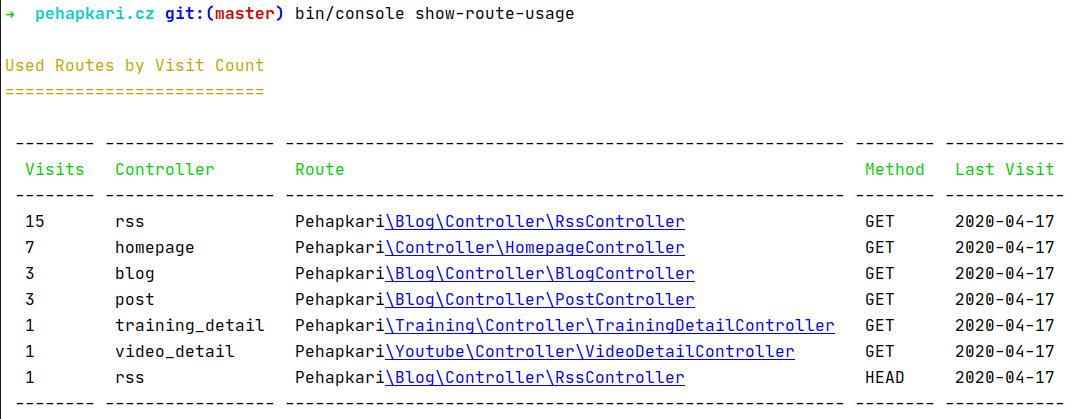 → pehapkari.cz git:(master) bin/console show-route-usage
Used Routes by Visit Count
==========================
-------- ----------------- -------------------------------------------------------- -------- ------------
Visits Controller Route Method Last Visit
-------- ----------------- -------------------------------------------------------- -------- ------------
15 rss Pehapkari\Blog\Controller\RssController GET 2020-04-17
7 homepage Pehapkari\Controller\HomepageController GET 2020-04-17
3 blog Pehapkari\Blog\Controller\BlogController GET 2020-04-17
3 post Pehapkari\Blog\Controller\PostController GET 2020-04-17
1 training_detail Pehapkari\Training\Controller\TrainingDetailController GET 2020-04-17
1 video_detail Pehapkari\Youtube\Controller\VideoDetailController GET 2020-04-17
1 rss Pehapkari\Blog\Controller\RssController HEAD 2020-04-17
-------- ----------------- -------------------------------------------------------- -------- ------------